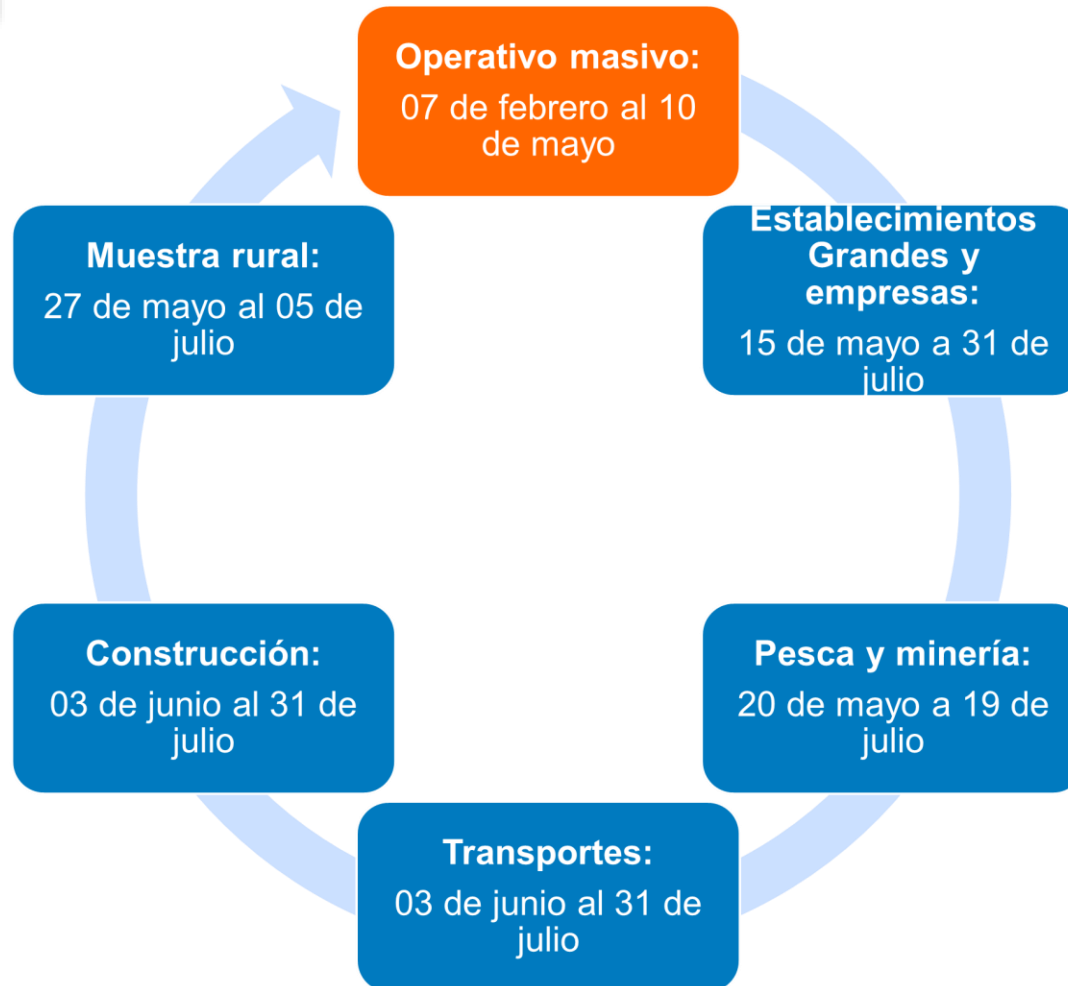 Operativo masivo:
07 de febrero al 10
de mayo
Establecimientos
Grandes y
empresas:
15 de mayo a 31 de
julio
Pesca y minería:
20 de mayo a 19 de
julio
Transportes:
03 de junio al 31 de
julio
Construcción:
03 de junio al 31 de
julio
Muestra rural:
27 de mayo al 05 de
julio